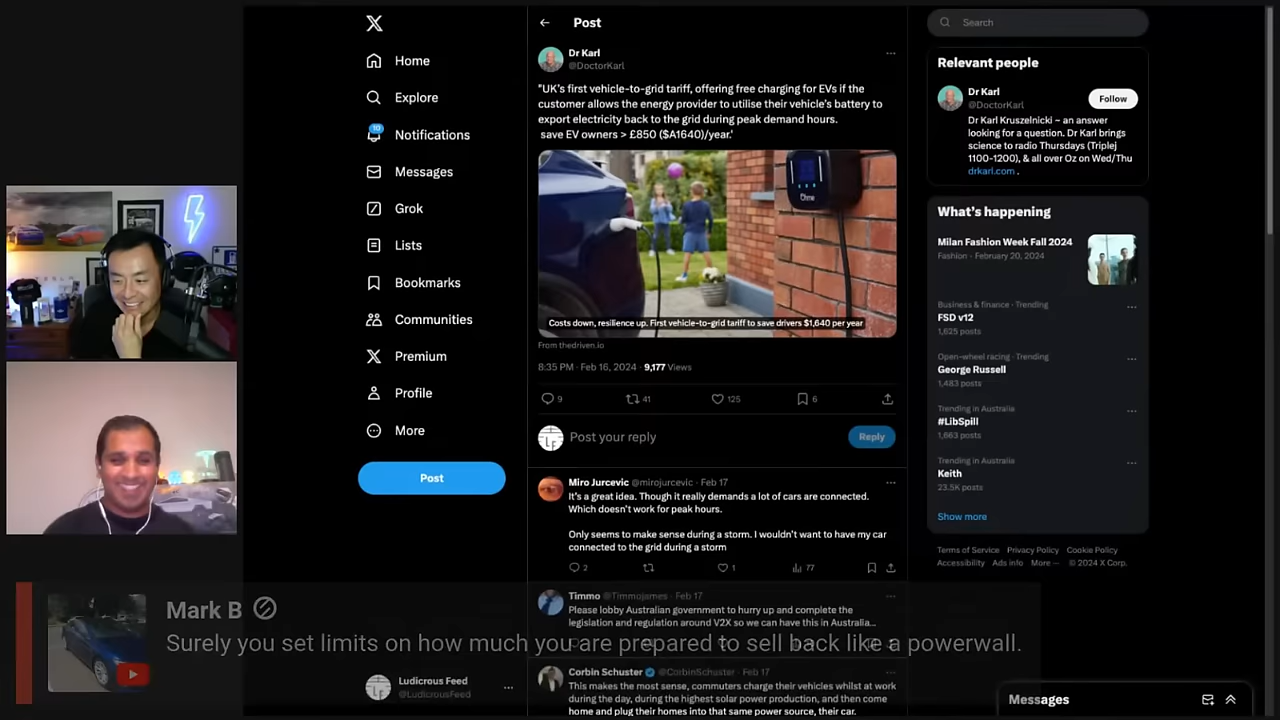 Home
Explore
10
Notifications
Messages
Grok
Lists
Bookmarks
Communities
Premium
Profile
More
Post
Ludicrous Feed
@LudicrousFeed
Post
Dr Karl
@DoctorKarl
"UK's first vehicle-to-grid tariff, offering free charging for EVs if the
customer allows the energy provider to utilise their vehicle's battery to
export electricity back to the grid during peak demand hours.
save EV owners > £850 ($A1640)/year.'
Ohme
Costs down, resilience up. First vehicle-to-grid tariff to save drivers $1,640 per year
From thedriven.io
8:35 PM · Feb 16, 2024 · 9,177 Views
9 41 125 6
Post your reply
Reply
Miro Jurcevic @mirojurcevic · Feb 17
It's a great idea. Though it really demands a lot of cars are connected.
Which doesn't work for peak hours.
Only seems to make sense during a storm. I wouldn't want to have my car
connected to the grid during a storm
2 1 77
Timmo @Timmojames · Feb 17
Please lobby Australian government to hurry up and complete the
legislation and regulation around V2X so we can have this in Australia...
Corbin Schuster @CorbinSchuster · Feb 17
This makes the most sense, commuters charge their vehicles whilst at work
during the day, during the highest solar power production, and then come
home and plug their homes into that same power source, their car.
Search
Relevant people
Dr Karl
@DoctorKarl
Follow
Dr Karl Kruszelnicki ~ an answer
looking for a question. Dr Karl brings
science to radio Thursdays (Triplej
1100-1200), & all over Oz on Wed/Thu
drkarl.com .
What's happening
Milan Fashion Week Fall 2024
Fashion · February 20, 2024
Business & finance · Trending
FSD v12
1,625 posts
Open-wheel racing · Trending
George Russell
1,483 posts
Trending in Australia
#LibSpill
1,663 posts
Trending in Australia
Keith
23.5K posts
Show more
Terms of Service Privacy Policy Cookie Policy
Accessibility Ads info More ··· © 2024 X Corp.
Messages
Mark B
Surely you set limits on how much you are prepared to sell back like a powerwall.